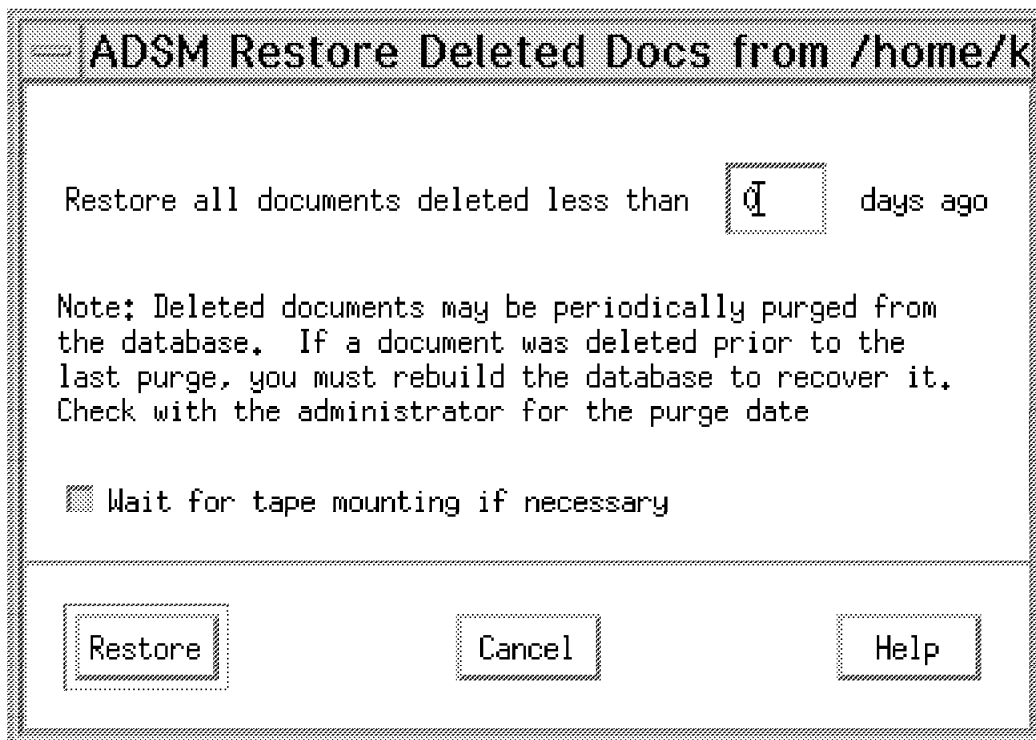 ADSM Restore Deleted Docs from /home/k
Restore all documents deleted less than 0 days ago
Note: Deleted documents may be periodically purged from
the database.  If a document was deleted prior to the
last purge, you must rebuild the database to recover it.
Check with the administrator for the purge date
Wait for tape mounting if necessary
Restore Cancel Help